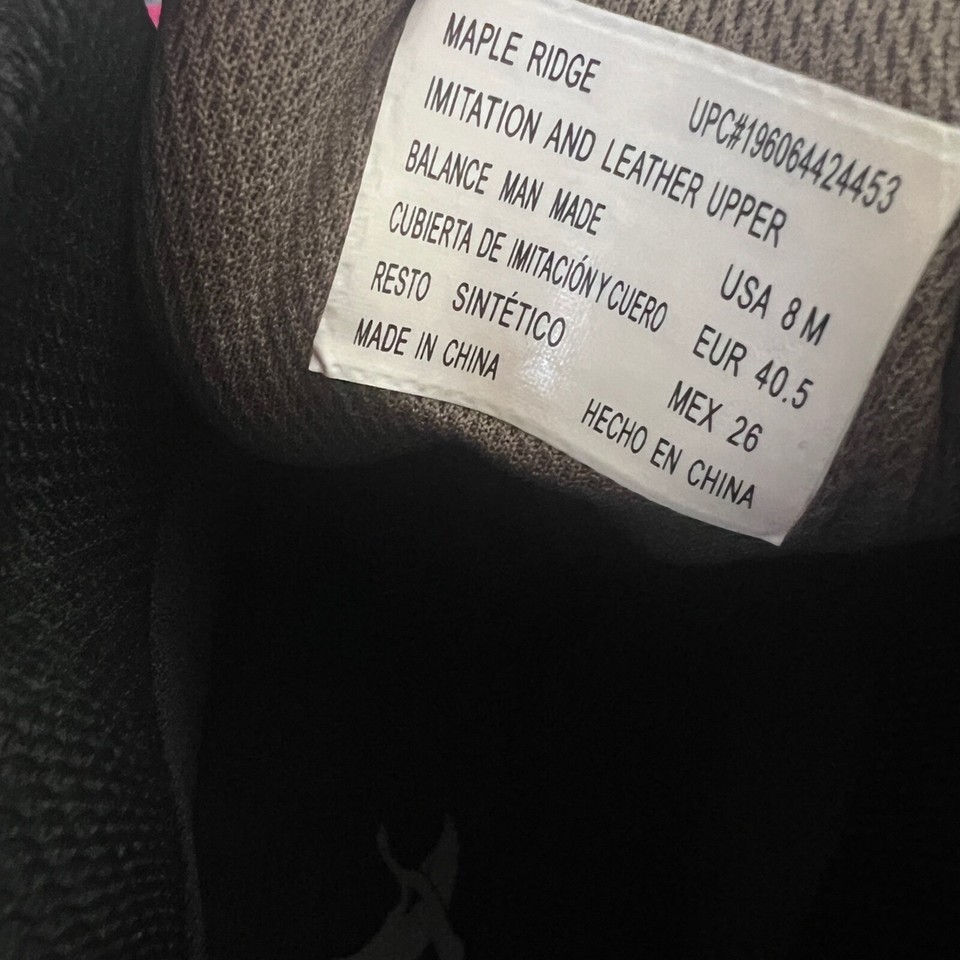 MAPLE RIDGE
UPC#196064424453
IMITATION AND LEATHER UPPER
BALANCE MAN MADE
USA 8 M
CUBIERTA DE IMITACIÓN Y CUERO
EUR 40.5
RESTO SINTÉTICO
MEX 26
MADE IN CHINA
HECHO EN CHINA